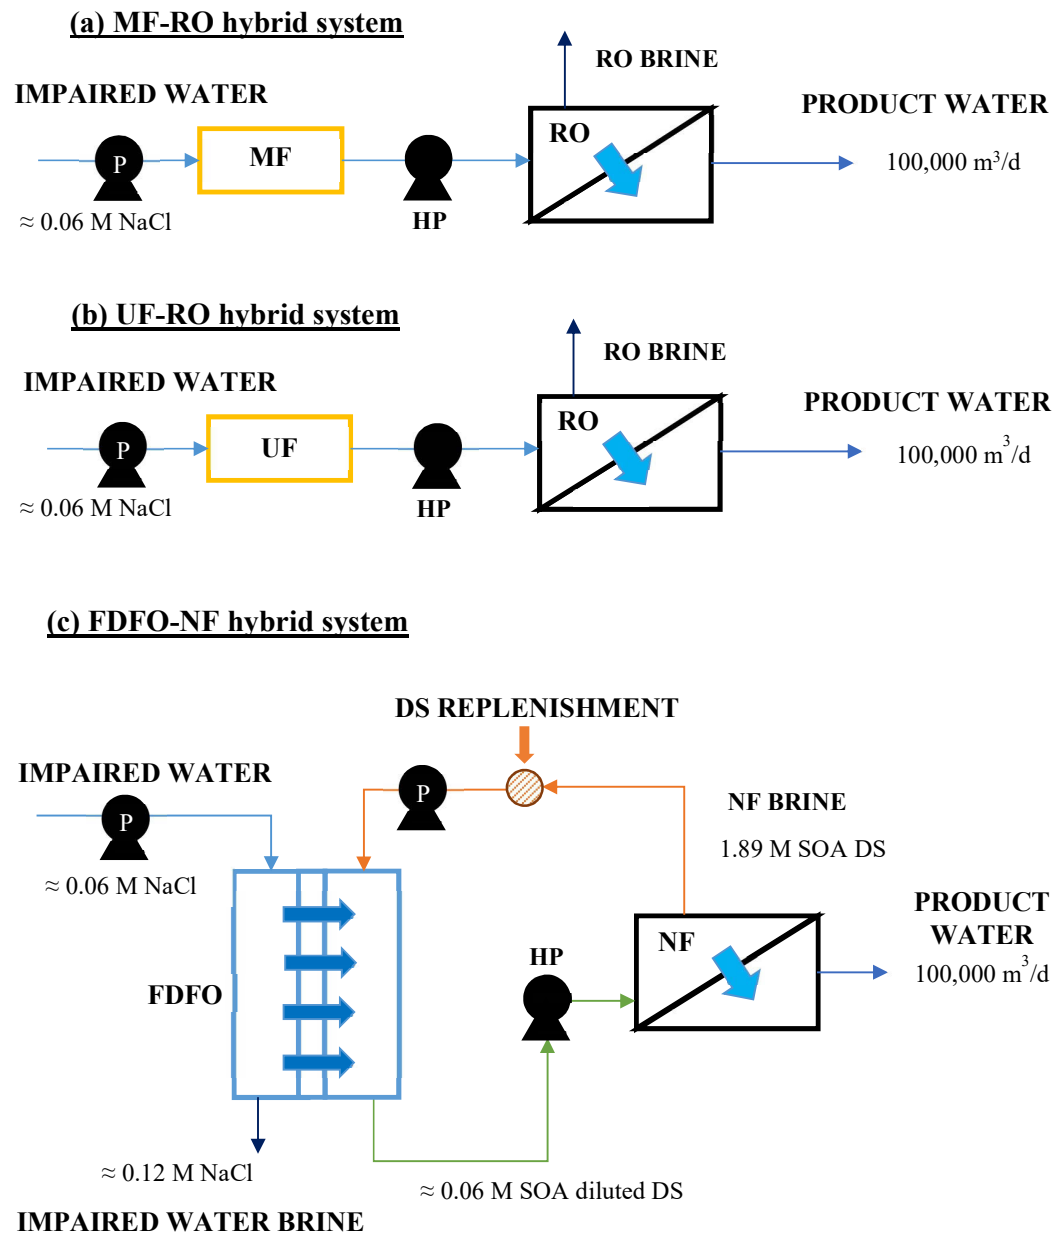 (a) MF-RO hybrid system
RO BRINE
IMPAIRED WATER
PRODUCT WATER
P
MF
RO
100,000 m³/d
HP
≈ 0.06 M NaCl
(b) UF-RO hybrid system
RO BRINE
IMPAIRED WATER
PRODUCT WATER
P
UF
RO
100,000 m³/d
HP
≈ 0.06 M NaCl
(c) FDFO-NF hybrid system
DS REPLENISHMENT
IMPAIRED WATER
P
P
NF BRINE
1.89 M SOA DS
≈ 0.06 M NaCl
PRODUCT
WATER
100,000 m³/d
NF
HP
FDFO
≈ 0.12 M NaCl
≈ 0.06 M SOA diluted DS
IMPAIRED WATER BRINE